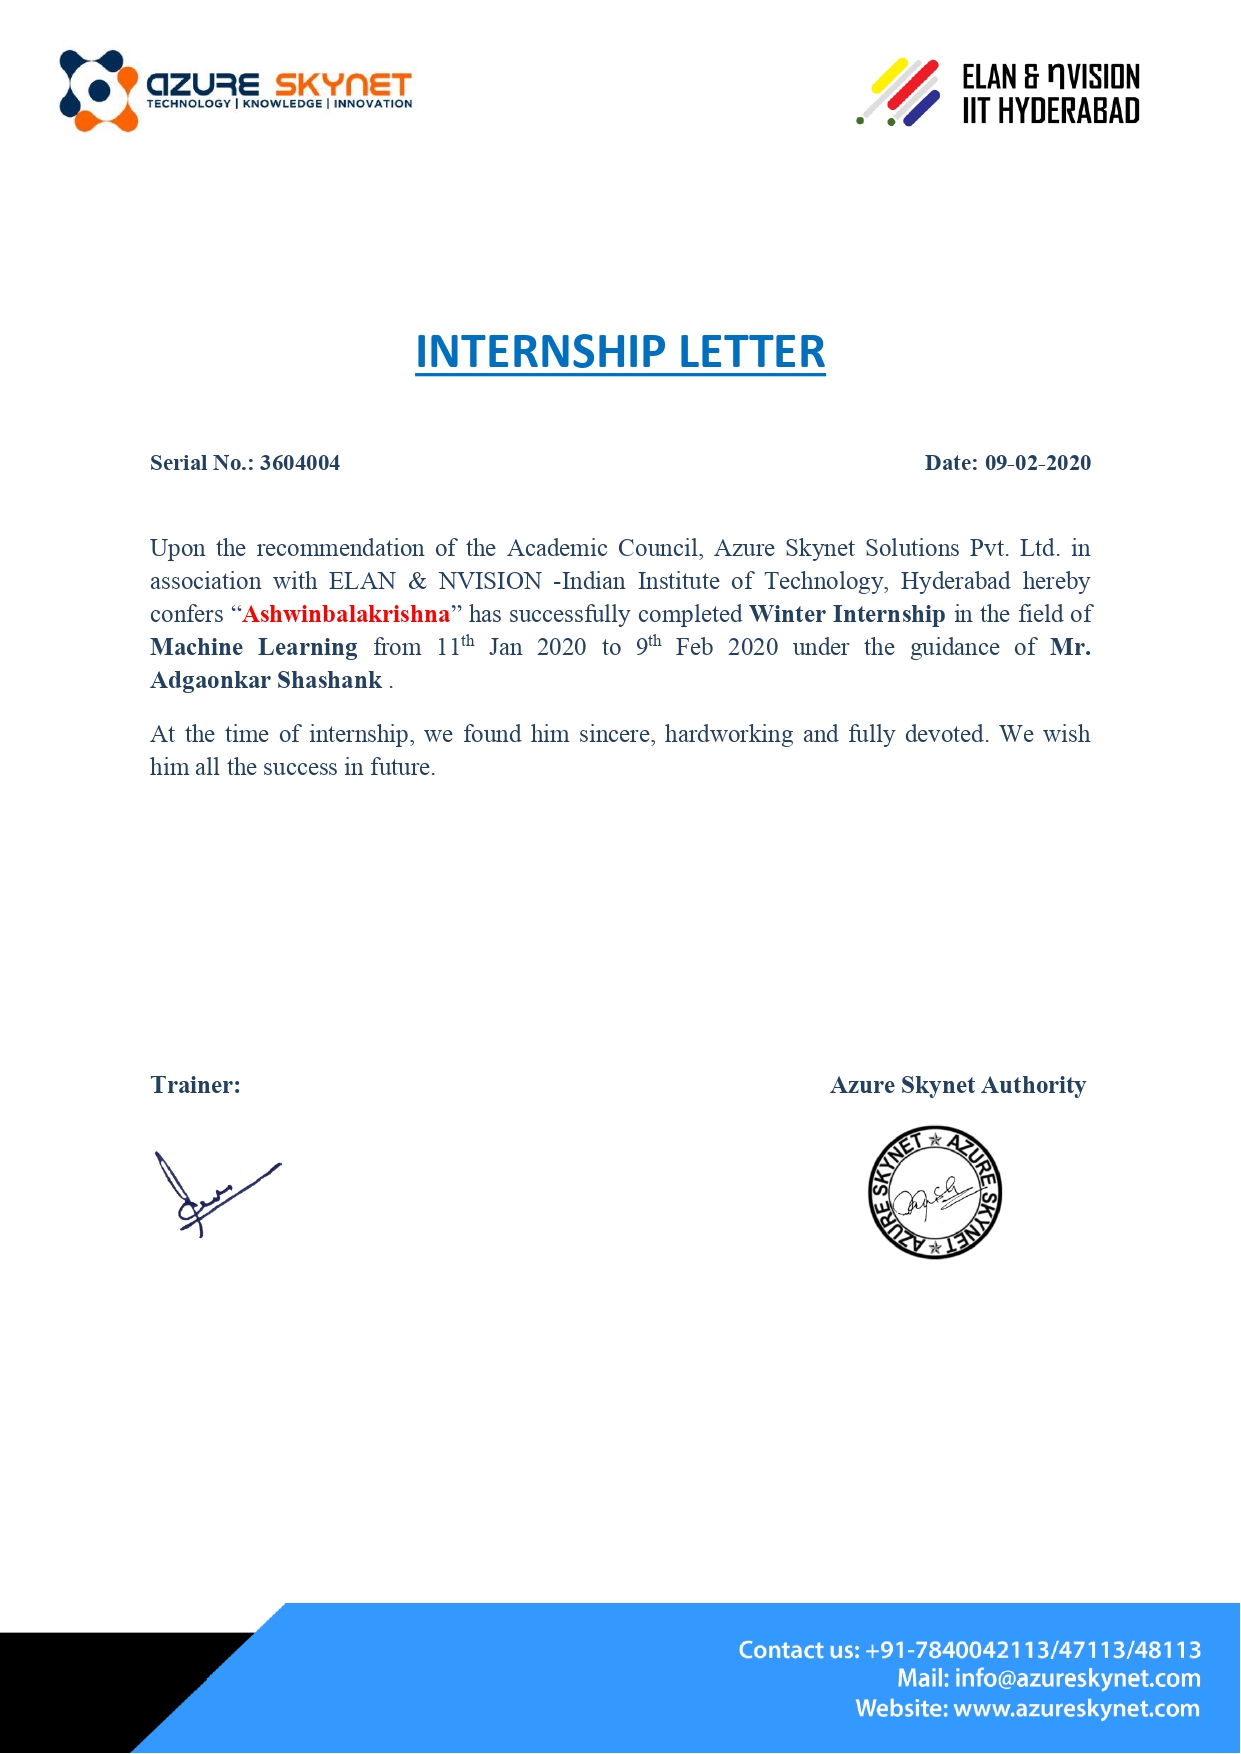 AZURE SKYNET
TECHNOLOGY | KNOWLEDGE | INNOVATION
ELAN & ηVISION
IIT HYDERABAD
INTERNSHIP LETTER
Serial No.: 3604004 Date: 09-02-2020
Upon the recommendation of the Academic Council, Azure Skynet Solutions Pvt. Ltd. in
association with ELAN & NVISION -Indian Institute of Technology, Hyderabad hereby
confers “Ashwinbalakrishna” has successfully completed Winter Internship in the field of
Machine Learning from 11th Jan 2020 to 9th Feb 2020 under the guidance of Mr.
Adgaonkar Shashank .
At the time of internship, we found him sincere, hardworking and fully devoted. We wish
him all the success in future.
Trainer: Azure Skynet Authority
AZURE SKYNET ★ AZURE SKYNET ★
Contact us: +91-7840042113/47113/48113
Mail: info@azureskynet.com
Website: www.azureskynet.com